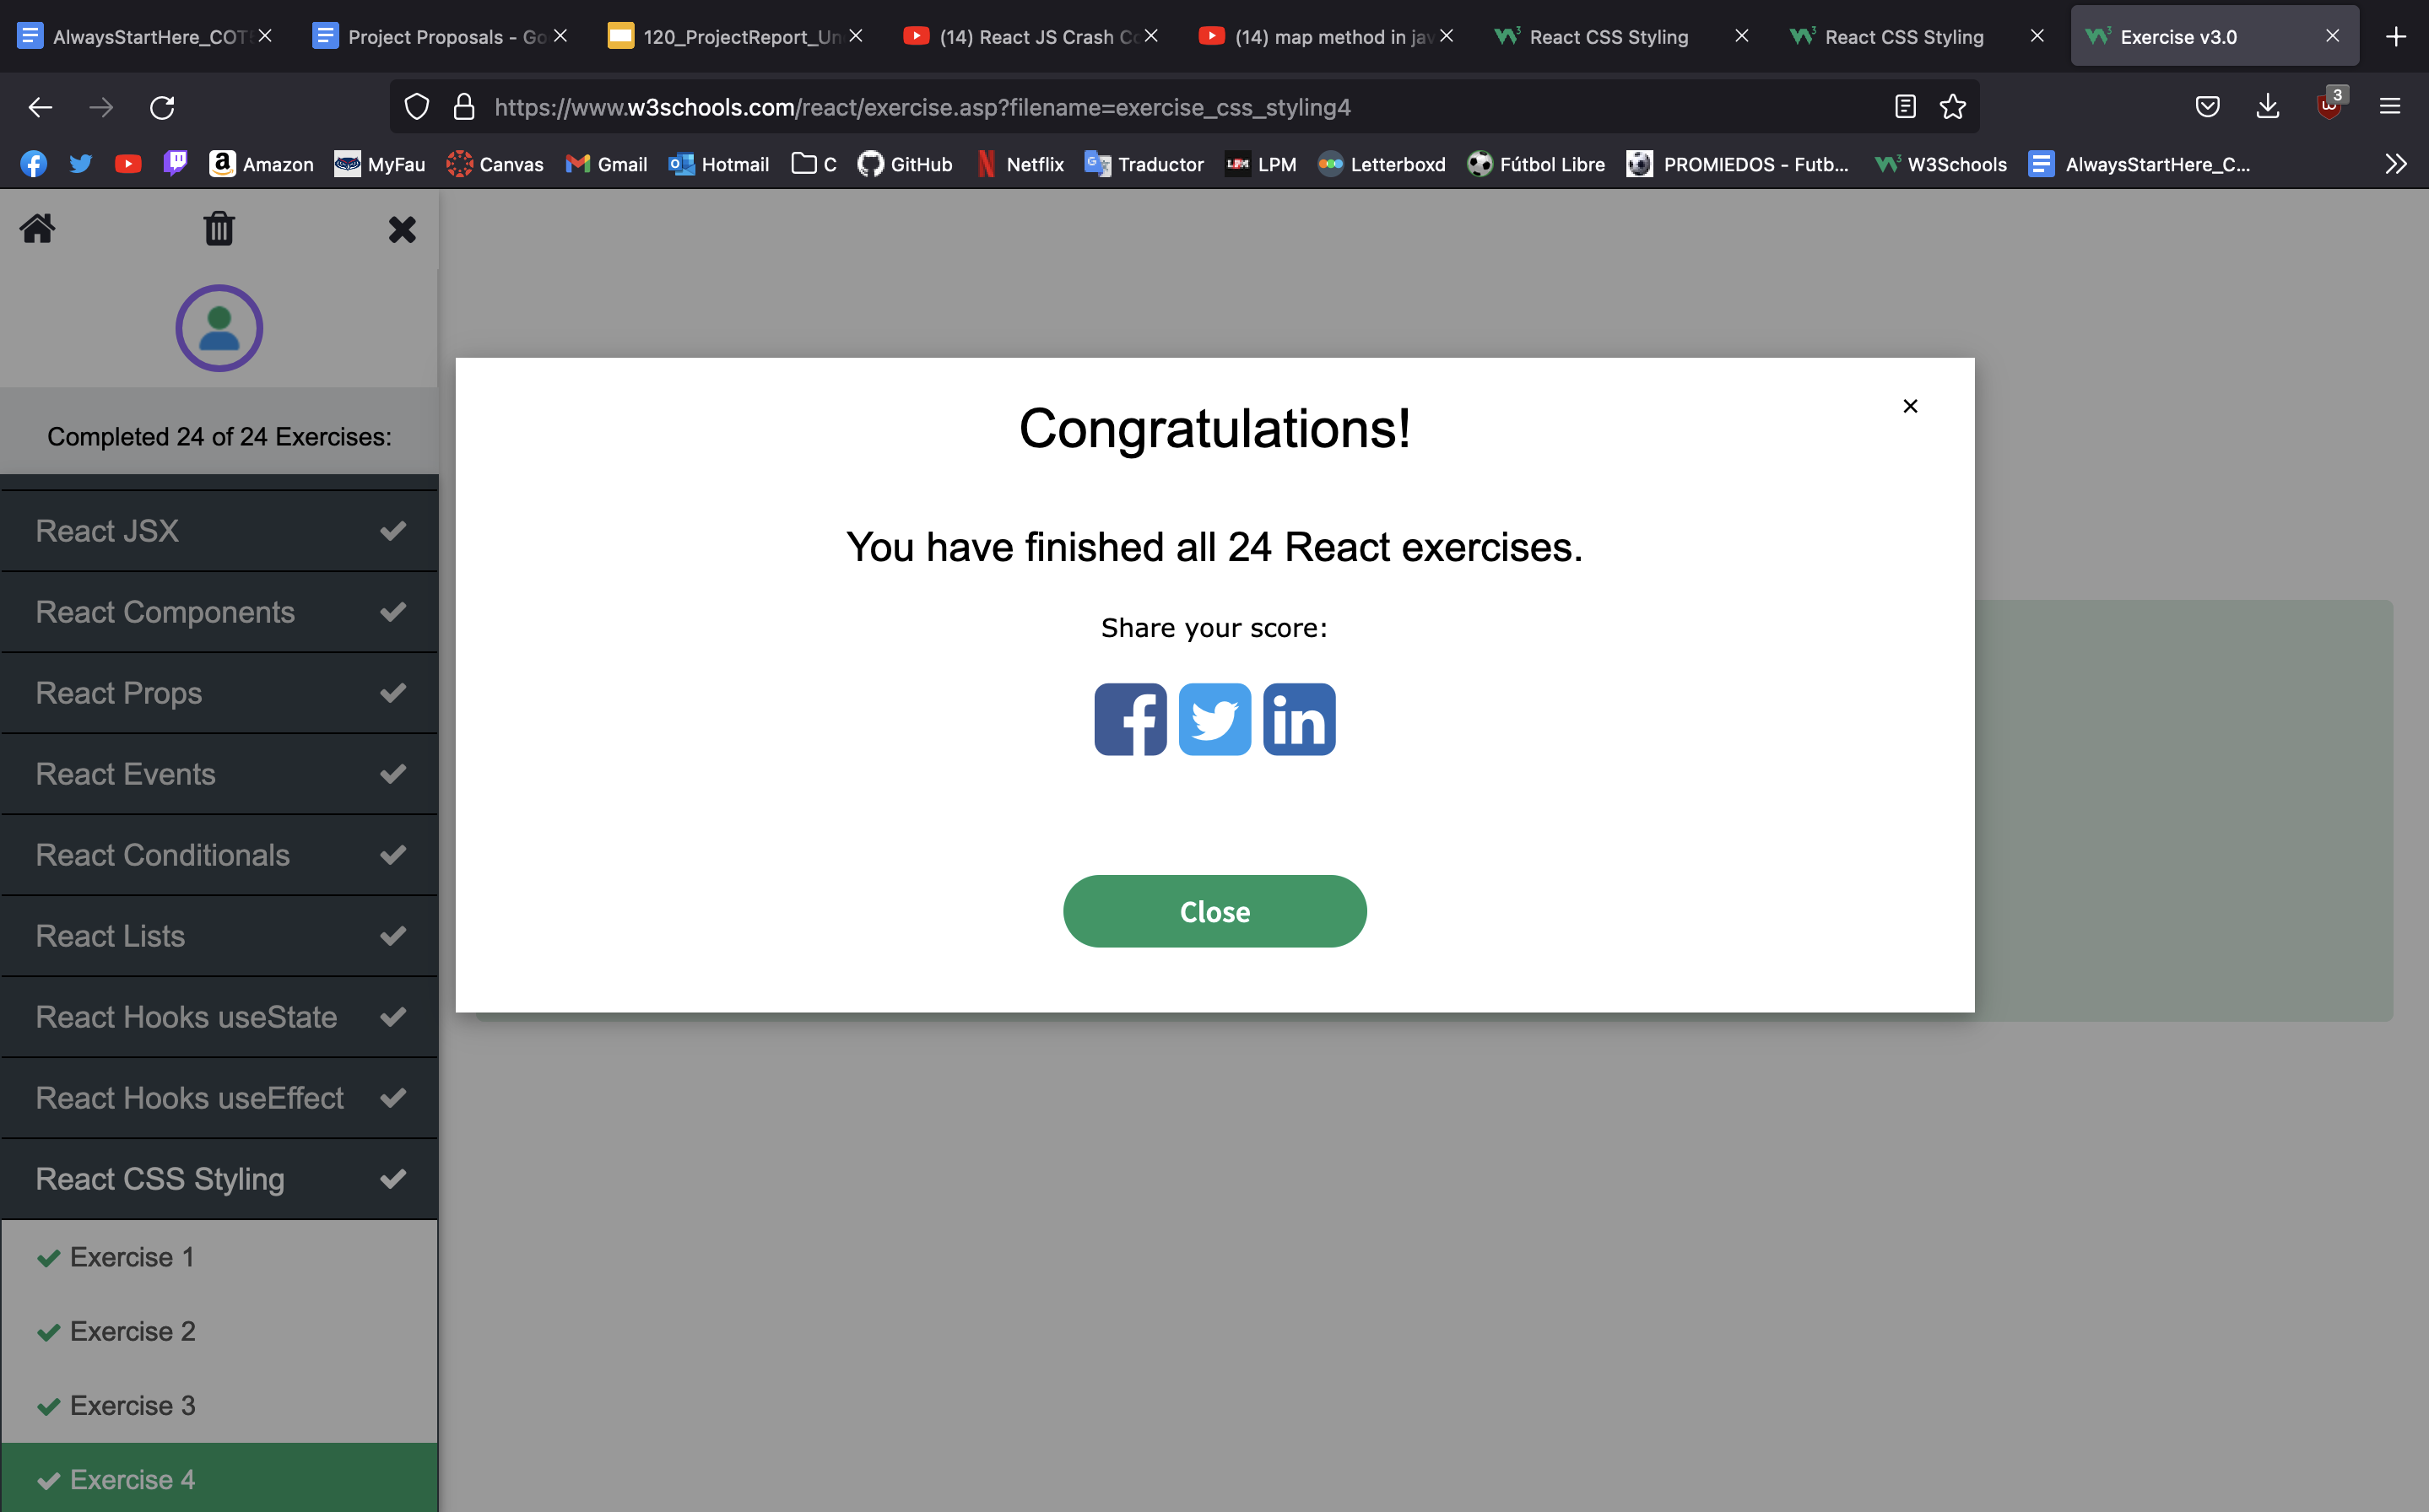 AlwaysStartHere_COT
Project Proposals - Go
120_ProjectReport_Un
(14) React JS Crash Co
(14) map method in jav
React CSS Styling
React CSS Styling
Exercise v3.0
https://www.w3schools.com/react/exercise.asp?filename=exercise_css_styling4
3
Amazon
MyFau
Canvas
Gmail
Hotmail
C
GitHub
Netflix
Traductor
LPM
Letterboxd
Fútbol Libre
PROMIEDOS - Futb...
W3Schools
AlwaysStartHere_C...
Completed 24 of 24 Exercises:
React JSX
React Components
React Props
React Events
React Conditionals
React Lists
React Hooks useState
React Hooks useEffect
React CSS Styling
Exercise 1
Exercise 2
Exercise 3
Exercise 4
Congratulations!
You have finished all 24 React exercises.
Share your score:
Close